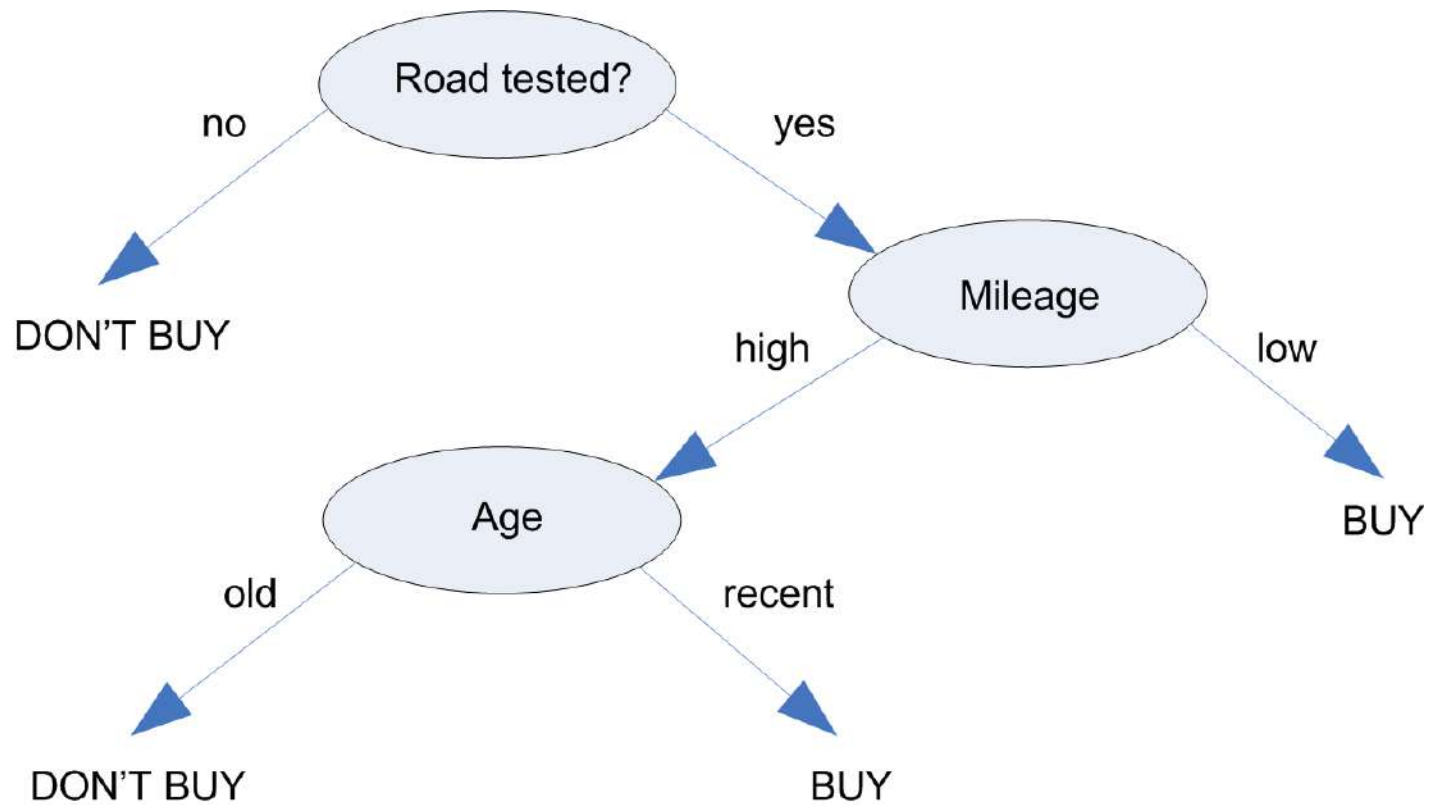 Road tested?
no
yes
DON'T BUY
Mileage
high
low
Age
BUY
old
recent
DON'T BUY
BUY